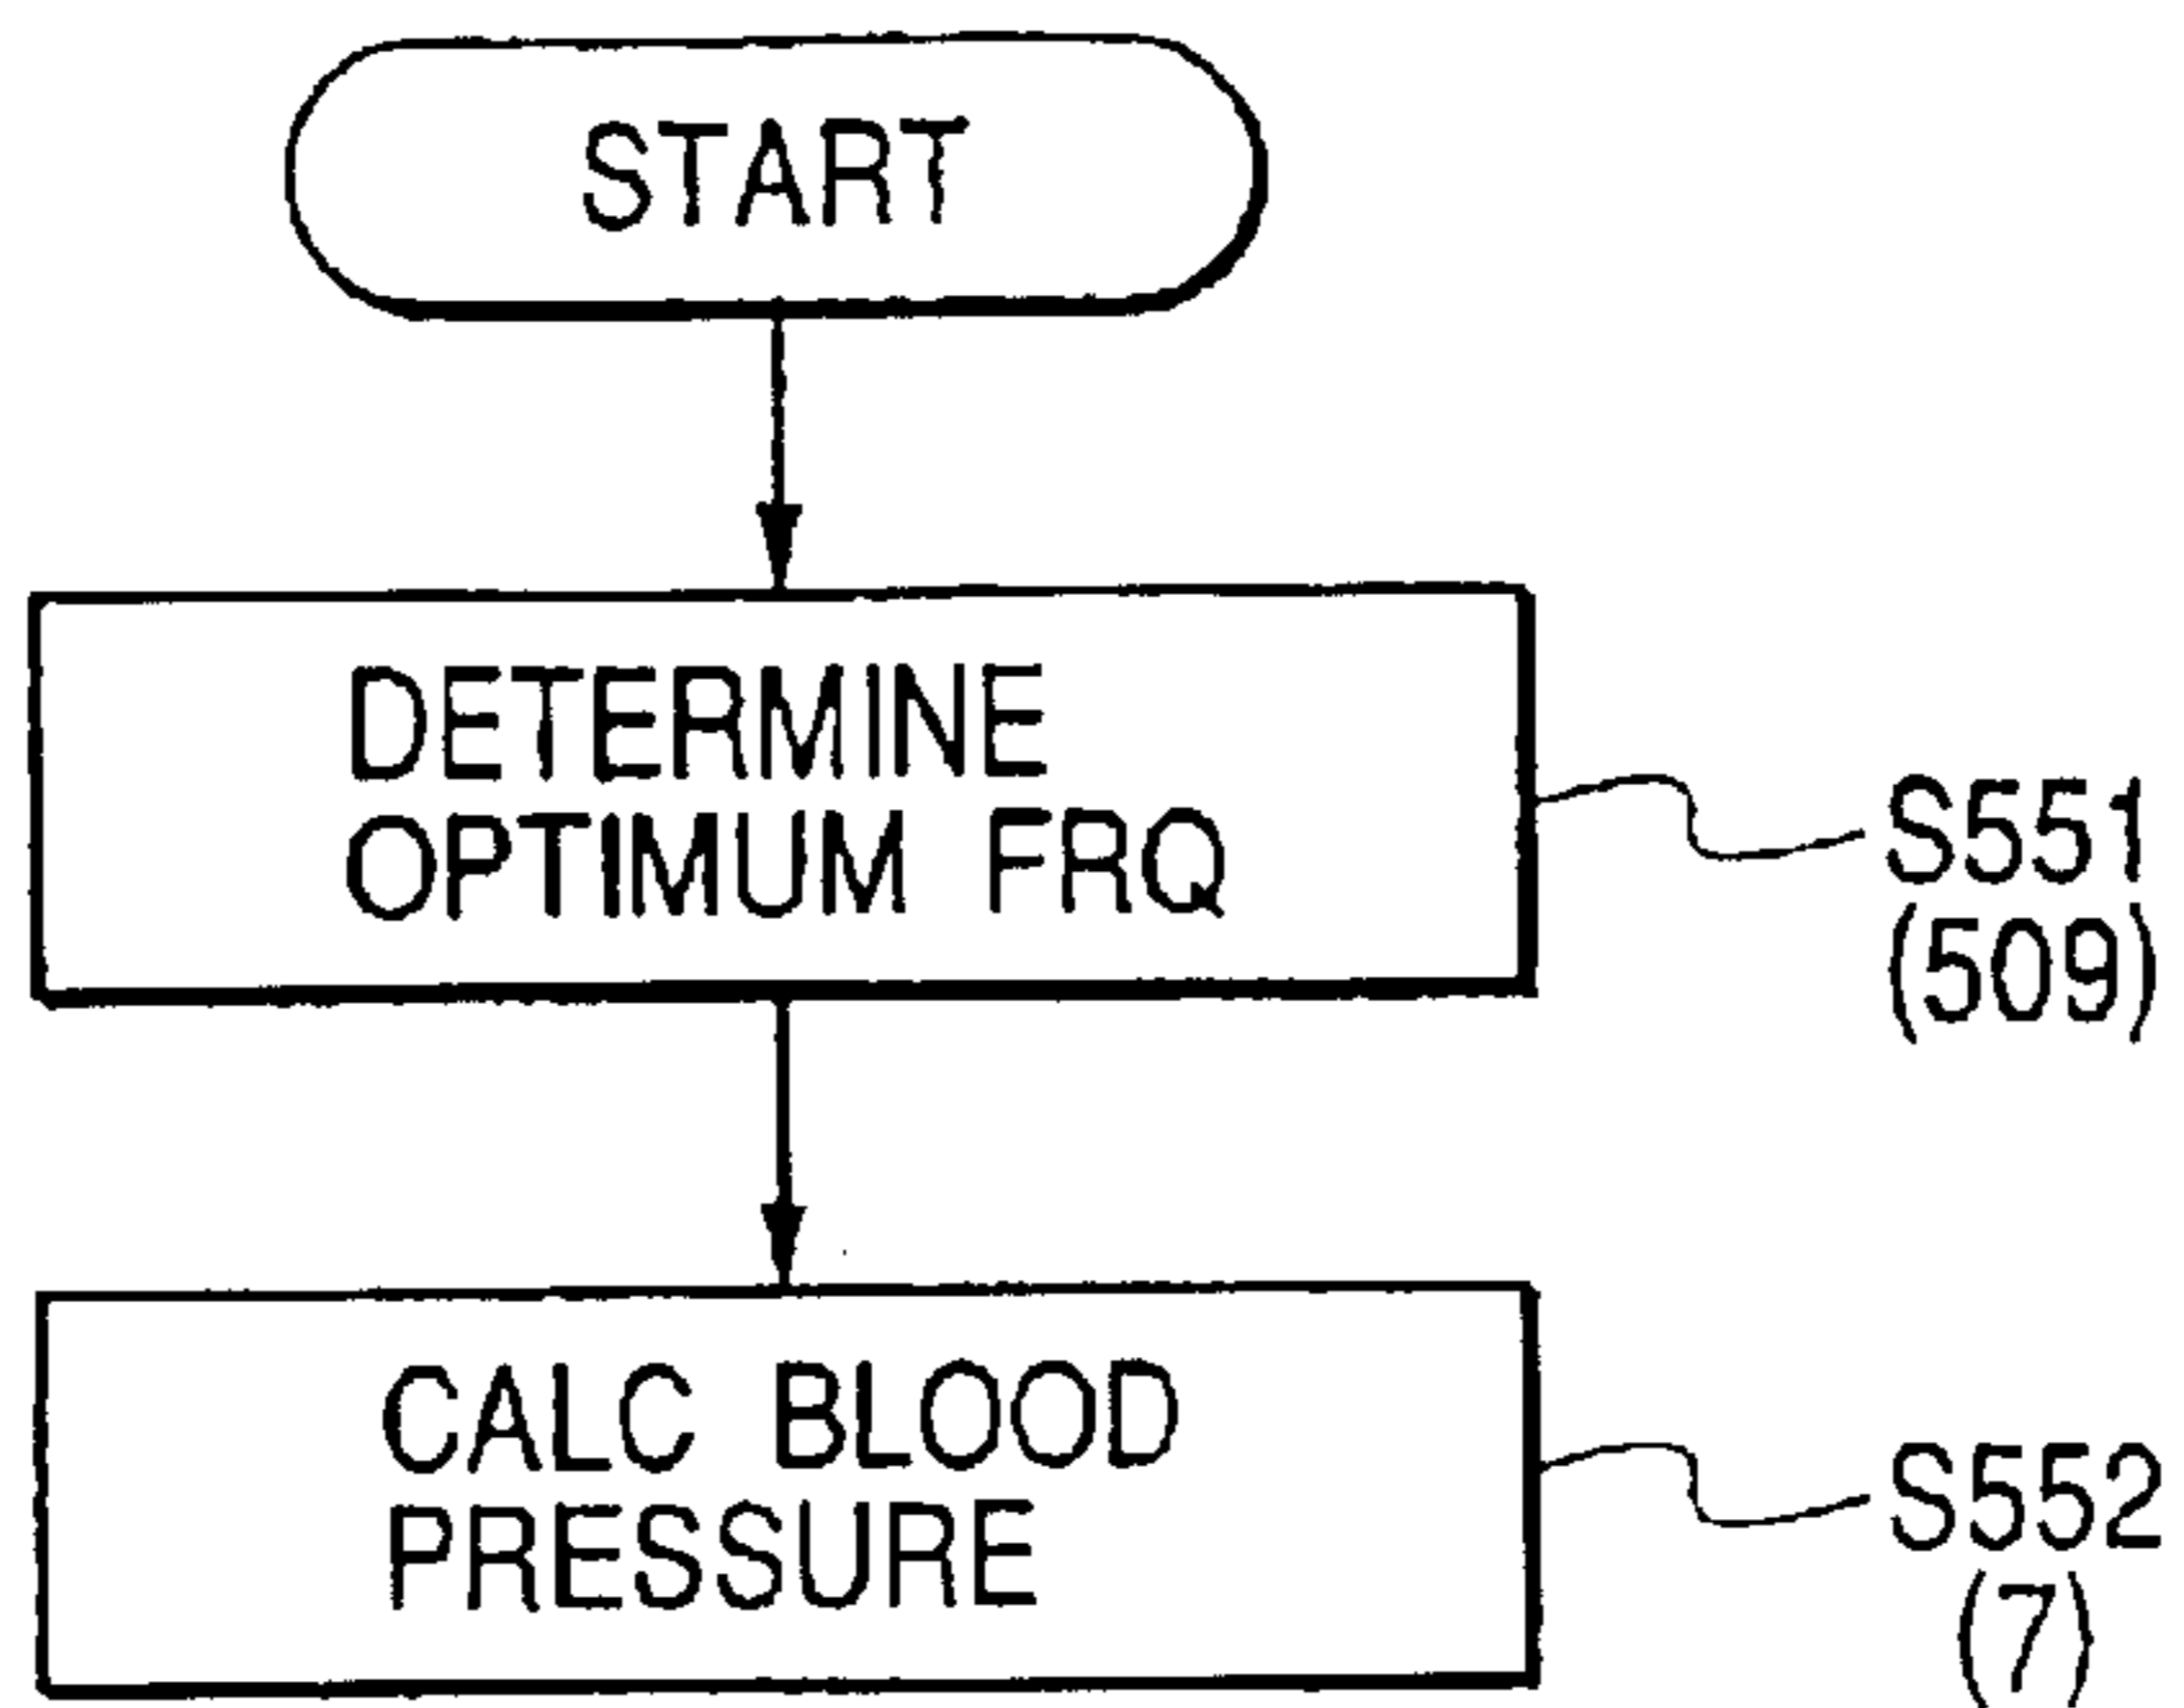 START
DETERMINE
OPTIMUM FRQ
S551
(509)
CALC BLOOD
PRESSURE
S552
(7)